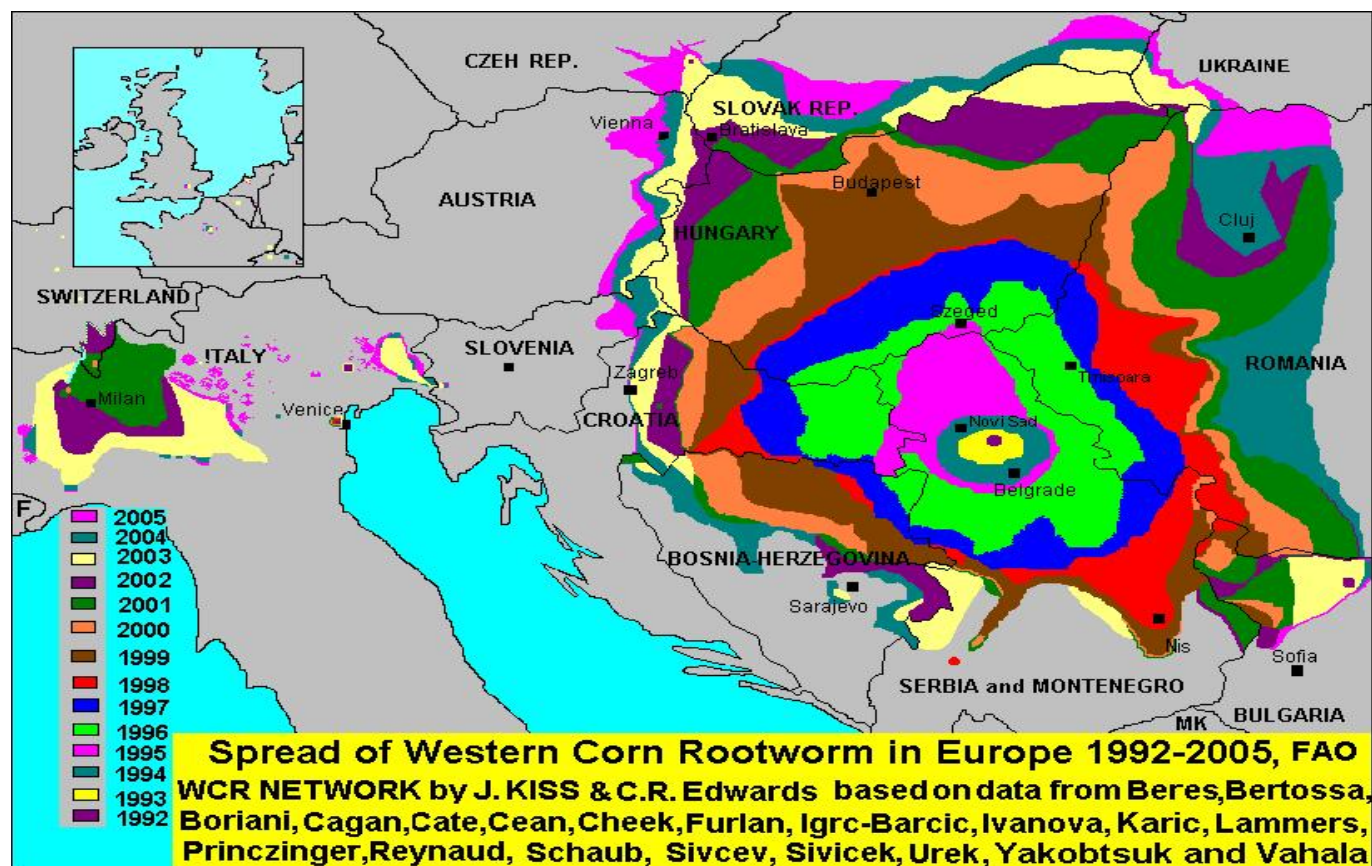 CZEH REP.
UKRAINE
SLOVAK REP.
Vienna
Bratislava
AUSTRIA
Budapest
HUNGARY
Cluj
SWITZERLAND
Szeged
ITALY
SLOVENIA
ROMANIA
Zagreb
Timisoara
Milan
Venice
CROATIA
Novi Sad
Belgrade
F
BOSNIA-HERZEGOVINA
Sarajevo
Nis
Sofia
SERBIA and MONTENEGRO
MK
BULGARIA
2005
2004
2003
2002
2001
2000
1999
1998
1997
1996
1995
1994
1993
1992
Spread of Western Corn Rootworm in Europe 1992-2005, FAO
WCR NETWORK by J. KISS & C.R. Edwards based on data from Beres, Bertossa,
Boriani, Cagan, Cate, Cean, Cheek, Furlan, Igrc-Barcic, Ivanova, Karic, Lammers,
Princzinger, Reynaud, Schaub, Sivcev, Sivicek, Urek, Yakobtsuk and Vahala